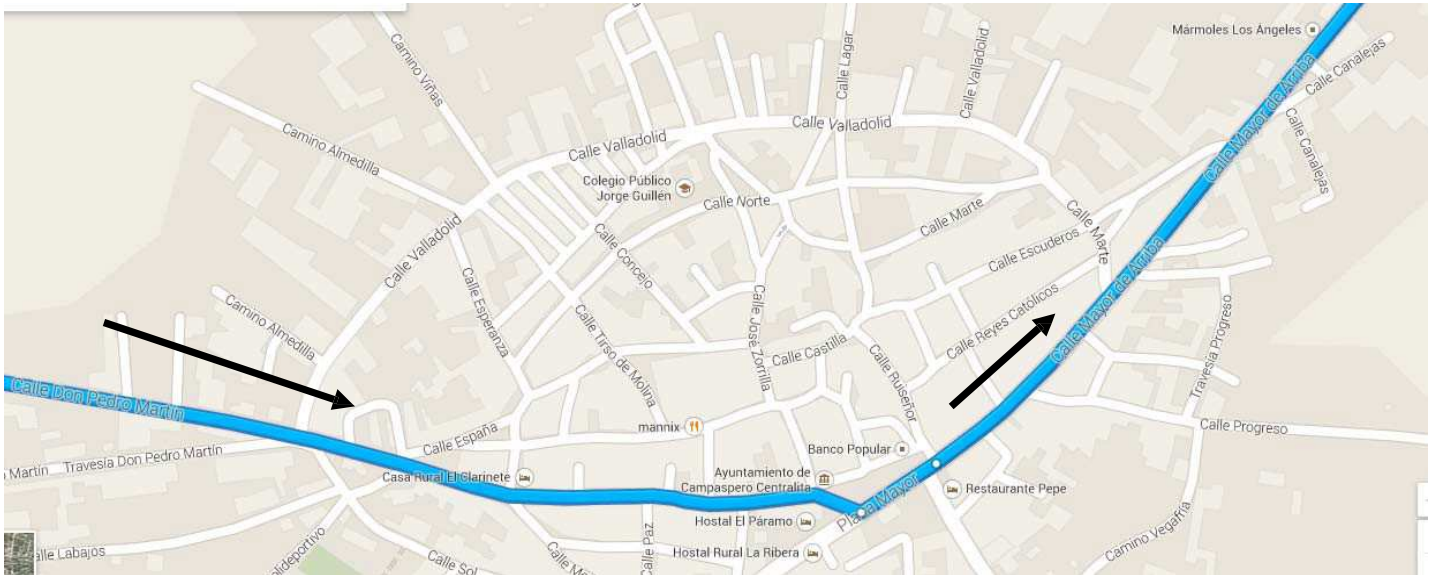 Mármoles Los Ángeles
Camino Viñas
Calle Lagar
Calle Valladolid
Calle Canalejas
Calle Mayor de Arriba
Calle Valladolid
Camino Almedilla
Calle Valladolid
Calle Canalejas
Colegio Público
Jorge Guillén
Calle Norte
Calle Marte
Calle Marte
Calle Valladolid
Calle Concejo
Calle Escuderos
Calle Esperanza
Camino Almedilla
Calle José Zorrilla
Calle Reyes Católicos
Calle Mayor de Arriba
Calle Tirso de Molina
Calle Castilla
Calle Ruiseñor
Travesía Progreso
Calle Don Pedro Martín
mannix
Calle España
Calle Progreso
Martín
Travesía Don Pedro Martín
Banco Popular
Casa Rural El Clarinete
Ayuntamiento de
Campaspero Centralita
Plaza Mayor
Restaurante Pepe
Hostal El Páramo
Calle Paz
Hostal Rural La Ribera
Camino Vegafría
alle Labajos
olideportivo
Calle Sol